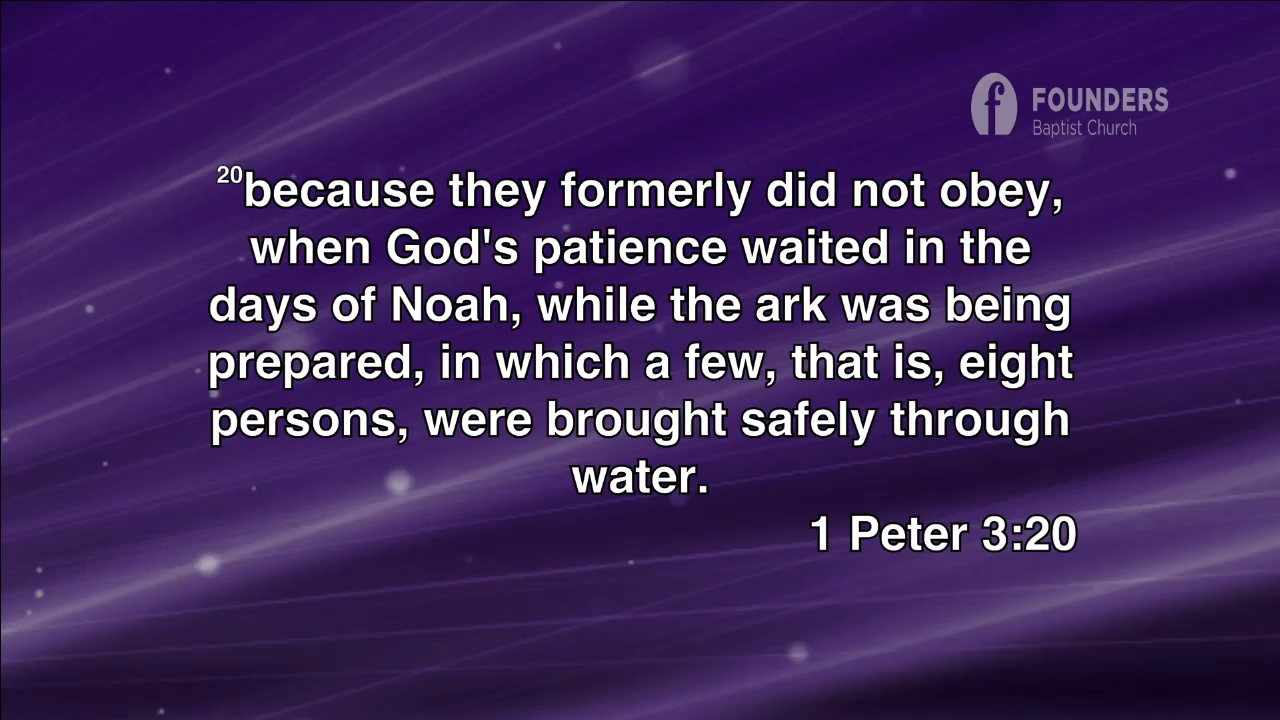 FOUNDERS
Baptist Church
20because they formerly did not obey,
when God's patience waited in the
days of Noah, while the ark was being
prepared, in which a few, that is, eight
persons, were brought safely through
water.
1 Peter 3:20